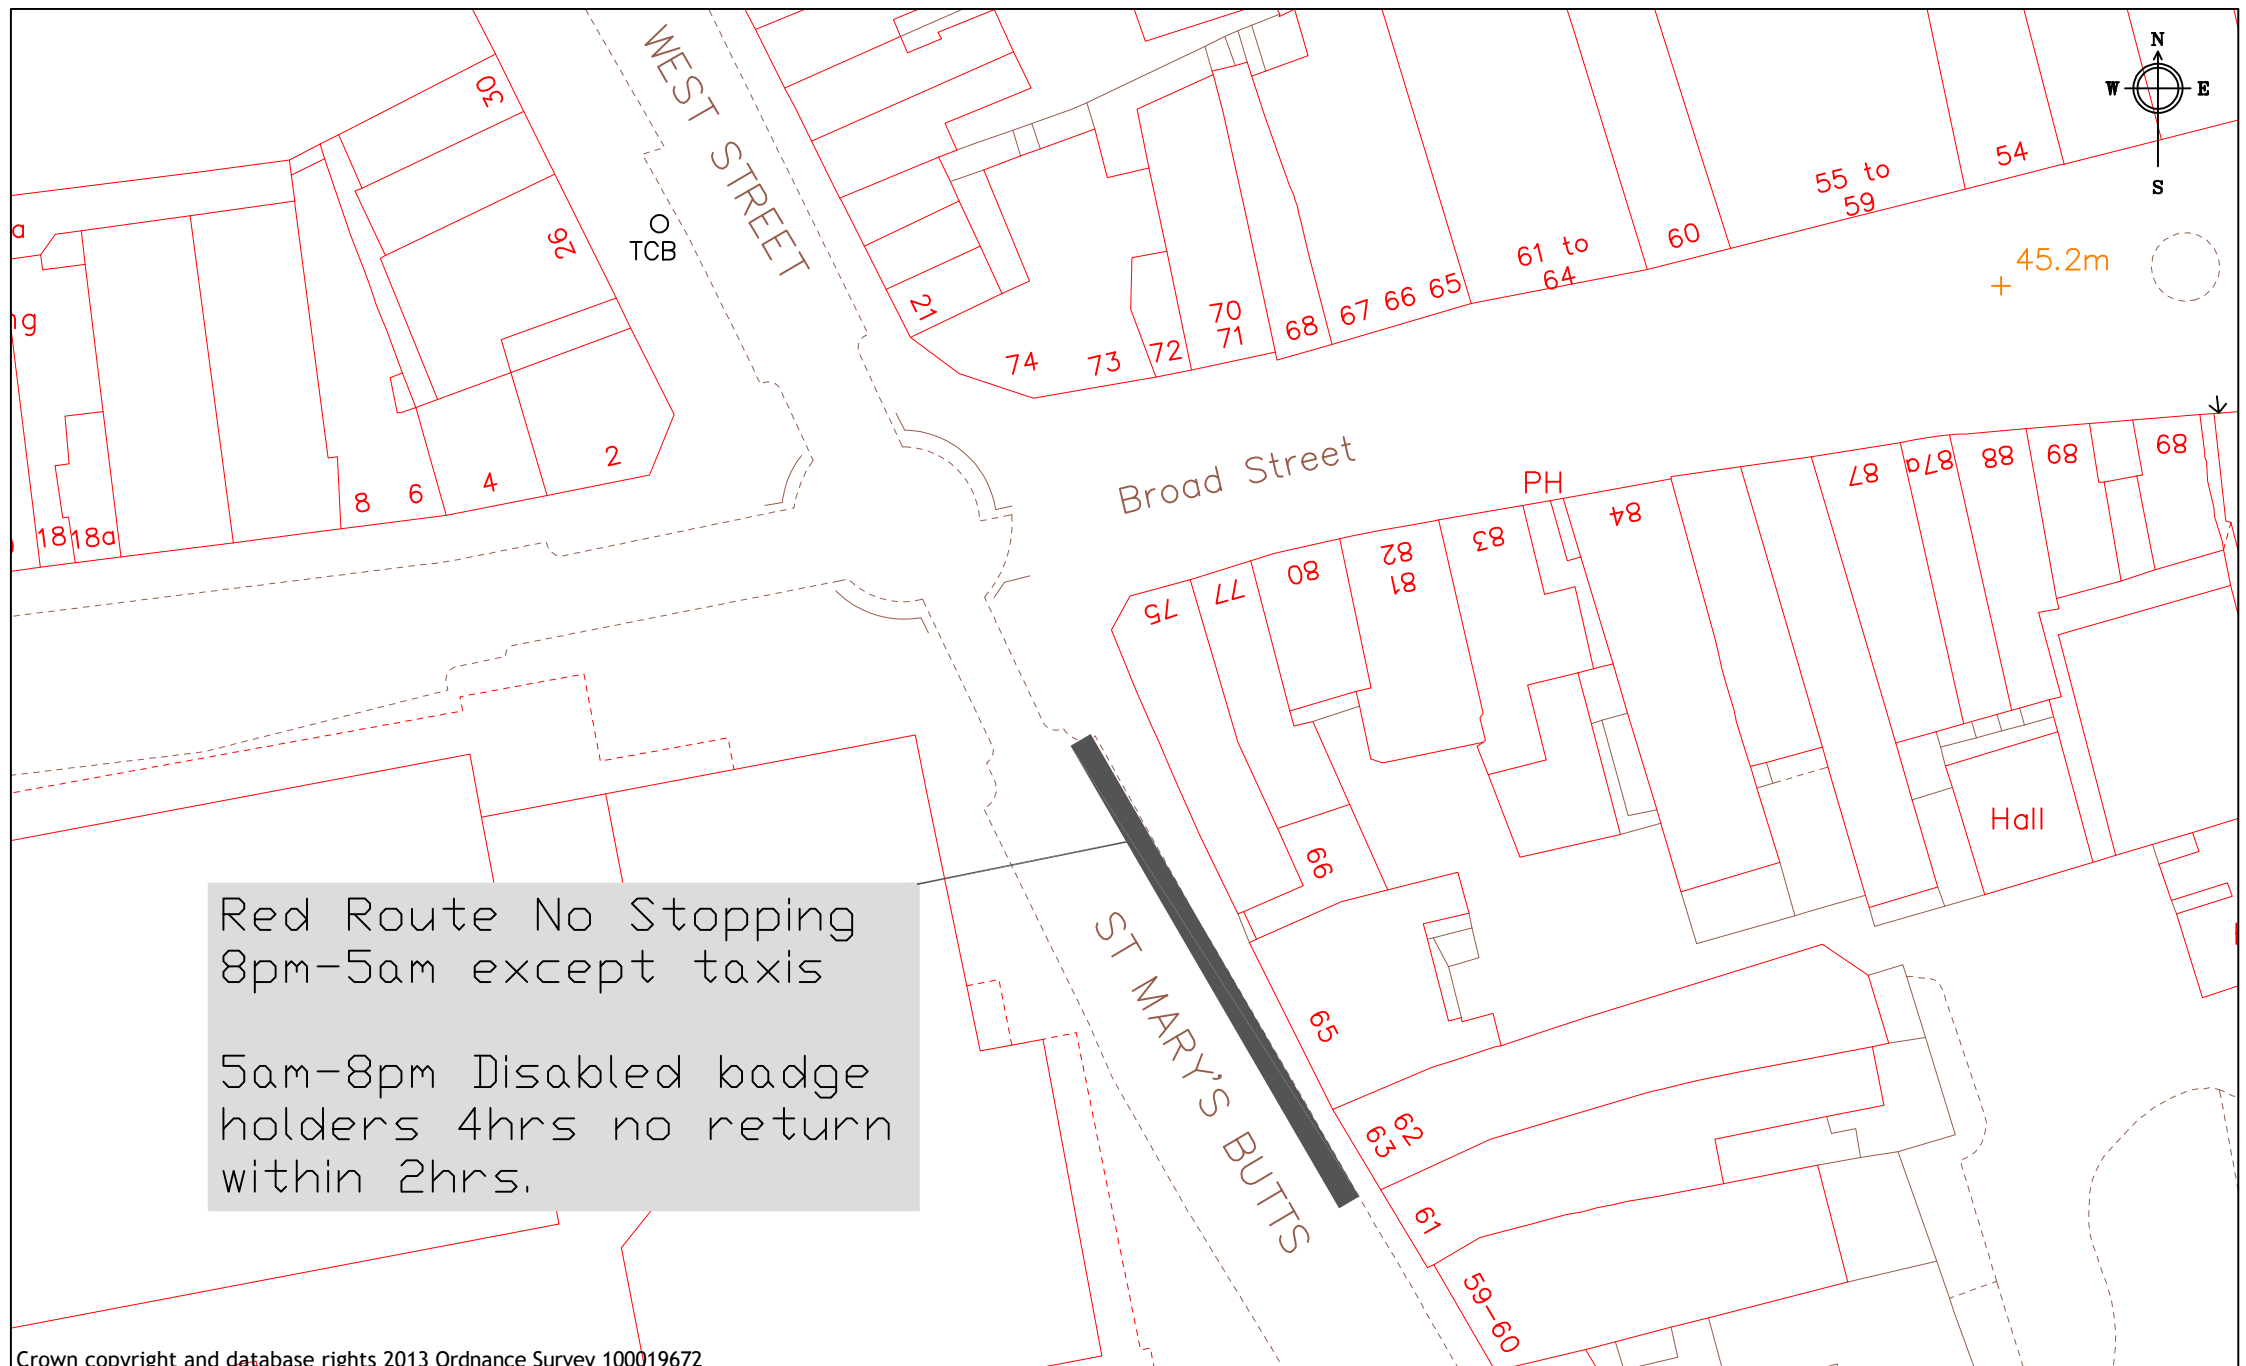 WEST STREET
N
W E
S
30
26
TCB
21
a
ng
54
55 to
59
60
61 to
64
45.2m
65
66
67
68
70
71
72
73
74
2
4
6
8
18
18a
Broad Street
PH
75
77
80
82
81
83
84
87
87a
88
89
89
Hall
66
65
62
63
61
59-60
ST MARY'S BUTTS
Red Route No Stopping
8pm-5am except taxis
5am-8pm Disabled badge
holders 4hrs no return
within 2hrs.
Crown copyright and database rights 2013 Ordnance Survey 100019672